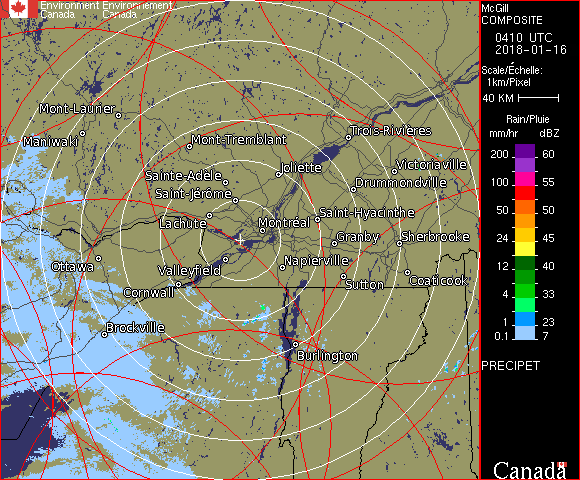 Environment Environnement
Canada Canada
McGill
COMPOSITE
0410 UTC
2018-01-16
Scale/Échelle:
1km/Pixel
40 KM
Rain/Pluie
mm/hr dBZ
200 60
100 55
50 50
24 45
12 40
4 33
1 23
0.1 7
PRECIPET
Canada
Mont-Laurier
Maniwaki
Mont-Tremblant
Trois-Rivières
Joliette
Victoriaville
Sainte-Adèle
Drummondville
Saint-Jérôme
Saint-Hyacinthe
Lachute
Montréal
Granby
Sherbrooke
Ottawa
Valleyfield
Napierville
Cornwall
Sutton
Coaticook
Brockville
Burlington